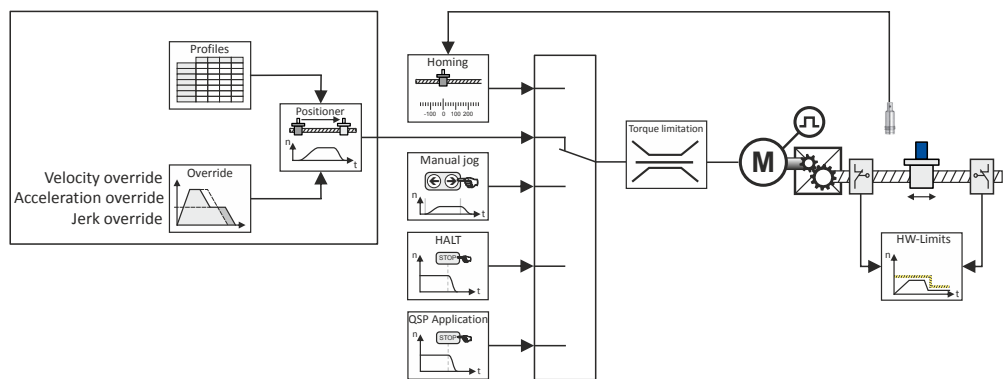 Profiles
Positioner
n
t
Velocity override
Acceleration override
Jerk override
Override
Homing
-100 0 100 200
Manual jog
n
t
HALT
n
STOP
t
QSP Application
n
STOP
t
Torque limitation
M
HW-Limits
n
t